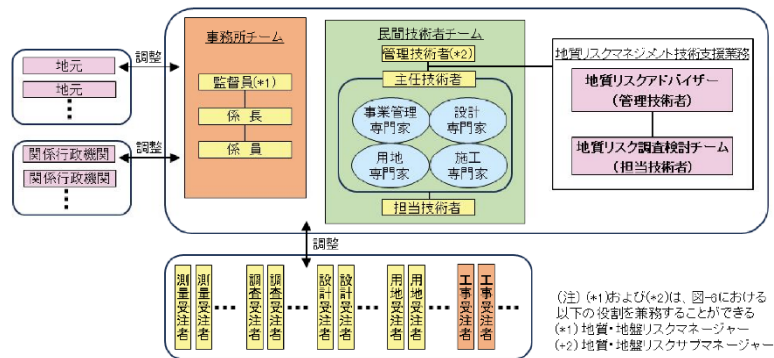 地元
地元
調整
関係行政機関
関係行政機関
調整
事務所チーム
監督員(*1)
係 長
係 員
民間技術者チーム
管理技術者(*2)
主任技術者
事業管理
専門家
設計
専門家
用地
専門家
施工
専門家
担当技術者
地質リスクマネジメント技術支援業務
地質リスクアドバイザー
(管理技術者)
地質リスク調査検討チーム
(担当技術者)
調整
測量受注者
測量受注者
調査受注者
調査受注者
設計受注者
設計受注者
用地受注者
用地受注者
工事受注者
工事受注者
(注) (*1)および(*2)は、図-6における
以下の役割を兼務することができる
(*1) 地質・地盤リスクマネージャー
(*2) 地質・地盤リスクサブマネージャー